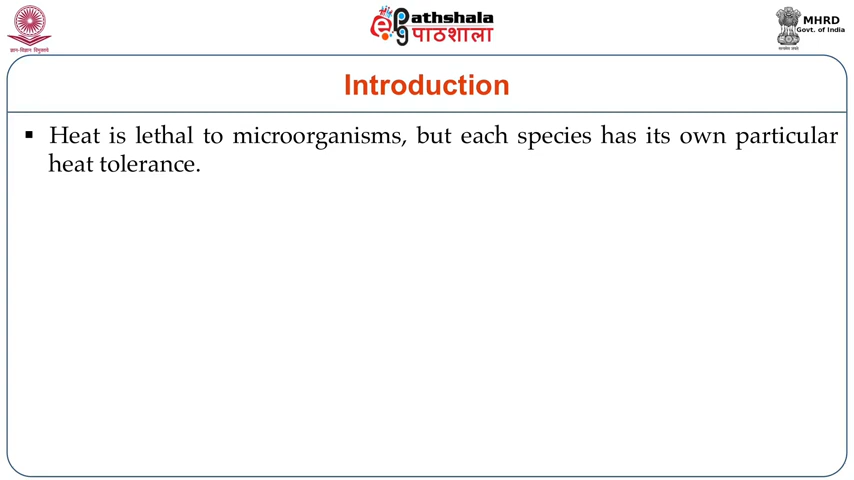 ePathshala
पाठशाला
MHRD
Govt. of India
Introduction
▪ Heat is lethal to microorganisms, but each species has its own particular
heat tolerance.